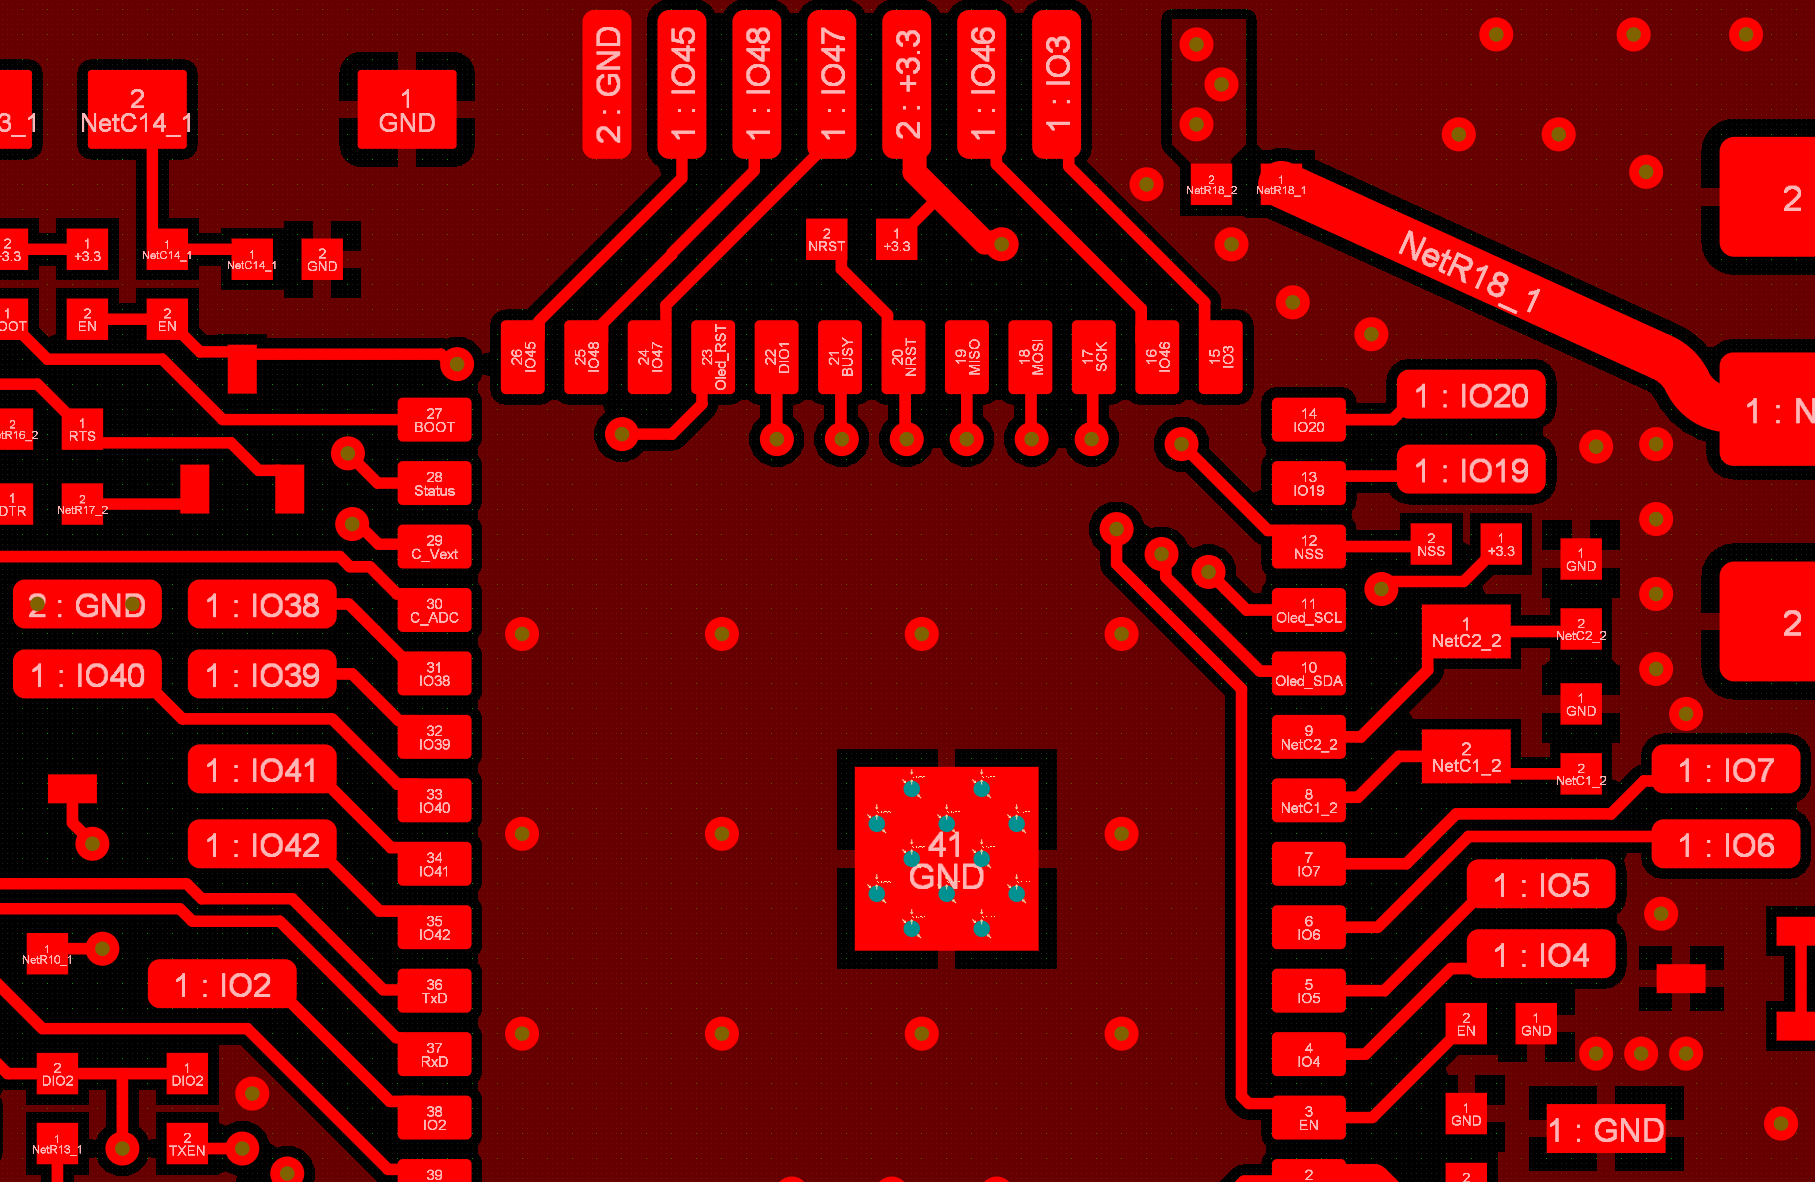 2 : GND
1 : IO45
1 : IO48
1 : IO47
2 : +3.3
1 : IO46
1 : IO3
3_1
2
NetC14_1
1
GND
2
NetR18_2
1
NetR18_1
2
2
+3.3
1
+3.3
1
NetC14_1
1
NetC14_1
2
GND
2
NRST
1
+3.3
NetR18_1
1
OOT
2
EN
2
EN
26
IO45
25
IO48
24
IO47
23
Oled_RST
22
DIO1
21
BUSY
20
NRST
19
MISO
18
MOSI
17
SCK
16
IO46
15
IO3
27
BOOT
14
IO20
1 : IO20
1 : N
2
etR16_2
1
RTS
28
Status
13
IO19
1 : IO19
1
DTR
2
NetR17_2
29
C_Vext
12
NSS
2
NSS
1
+3.3
1
GND
2 : GND
1 : IO38
30
C_ADC
11
Oled_SCL
1
NetC2_2
2
NetC2_2
2
1 : IO40
1 : IO39
31
IO38
10
Oled_SDA
1
GND
32
IO39
9
NetC2_2
2
NetC1_2
2
NetC1_2
1 : IO7
1 : IO41
33
IO40
8
NetC1_2
1 : IO42
34
IO41
41
GND
7
IO7
1 : IO6
35
IO42
6
IO6
1 : IO5
1
NetR10_1
1 : IO2
36
TxD
5
IO5
1 : IO4
37
RxD
4
IO4
2
EN
1
GND
2
DIO2
1
DIO2
38
IO2
3
EN
1
GND
1 : GND
1
NetR13_1
2
TXEN
39
2
2